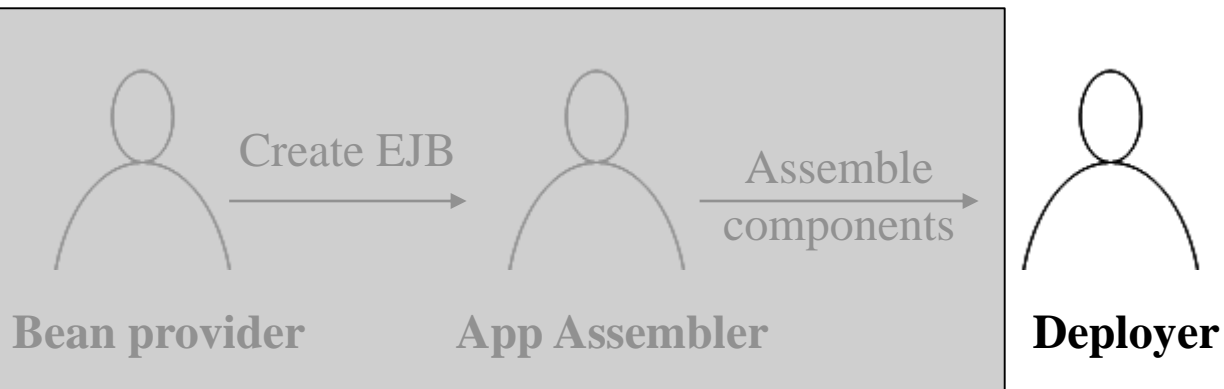 Create EJB
Assemble
components
Bean provider
App Assembler
Deployer